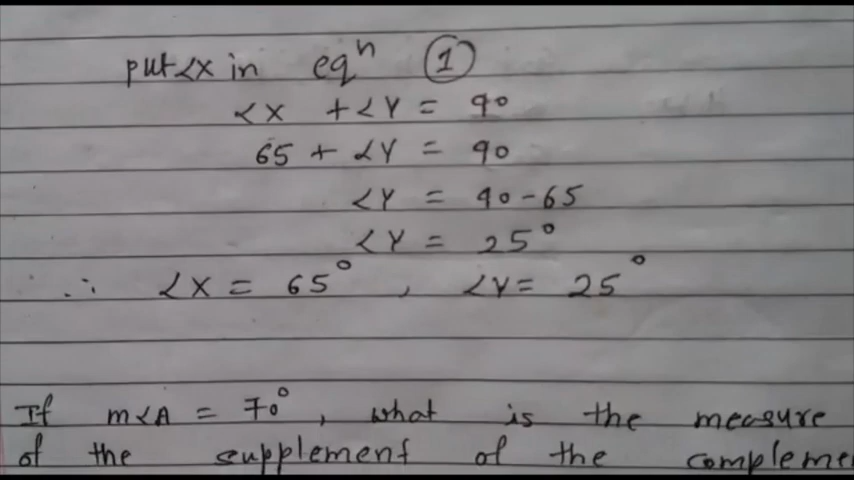 put ∠X in eqⁿ ①
∠X + ∠Y = 90
65 + ∠Y = 90
∠Y = 90 - 65
∠Y = 25°
∴ ∠X = 65° , ∠Y = 25°
If m∠A = 70° , what is the measure
of the supplement of the compleme